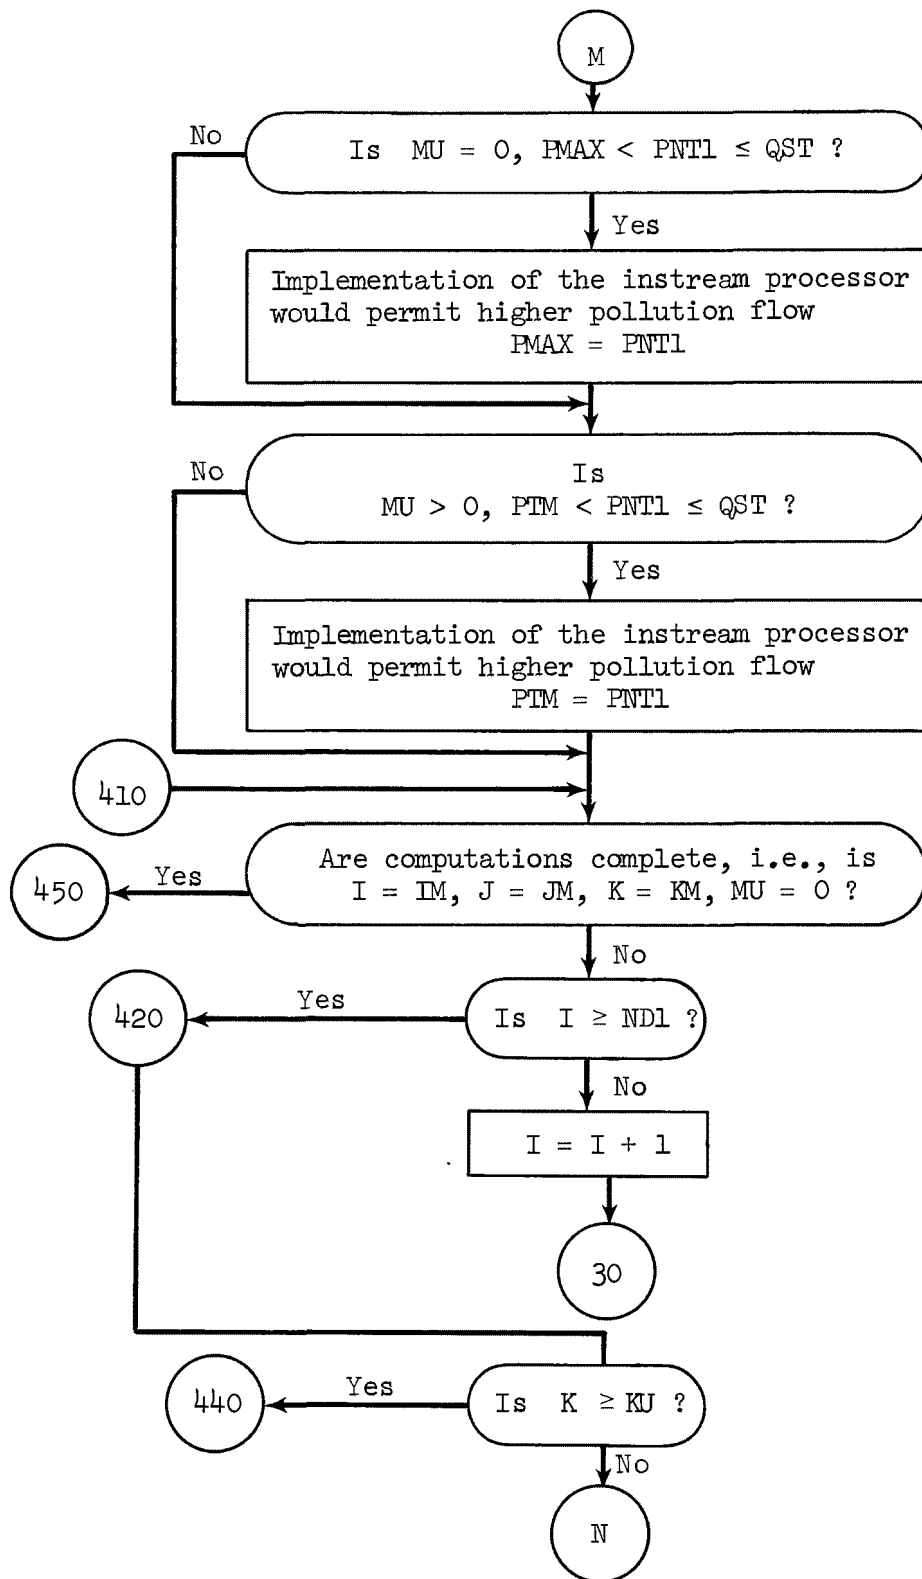 M
No
Is MU = 0, PMAX < PNT1 ≤ QST ?
Yes
Implementation of the instream processor
would permit higher pollution flow
PMAX = PNT1
No
Is
MU > 0, PTM < PNT1 ≤ QST ?
Yes
Implementation of the instream processor
would permit higher pollution flow
PTM = PNT1
410
Are computations complete, i.e., is
I = IM, J = JM, K = KM, MU = 0 ?
Yes
450
No
Is I ≥ ND1 ?
Yes
420
No
I = I + 1
30
Is K ≥ KU ?
Yes
440
No
N